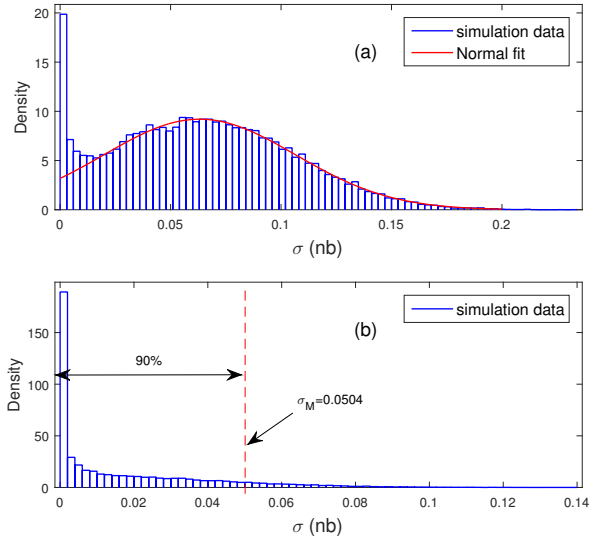 20
15
10
5
0
Density
(a)
simulation data
Normal fit
0
0.05
0.1
0.15
0.2
σ (nb)
150
100
50
0
Density
(b)
simulation data
90%
σM=0.0504
0
0.02
0.04
0.06
0.08
0.1
0.12
0.14
σ (nb)